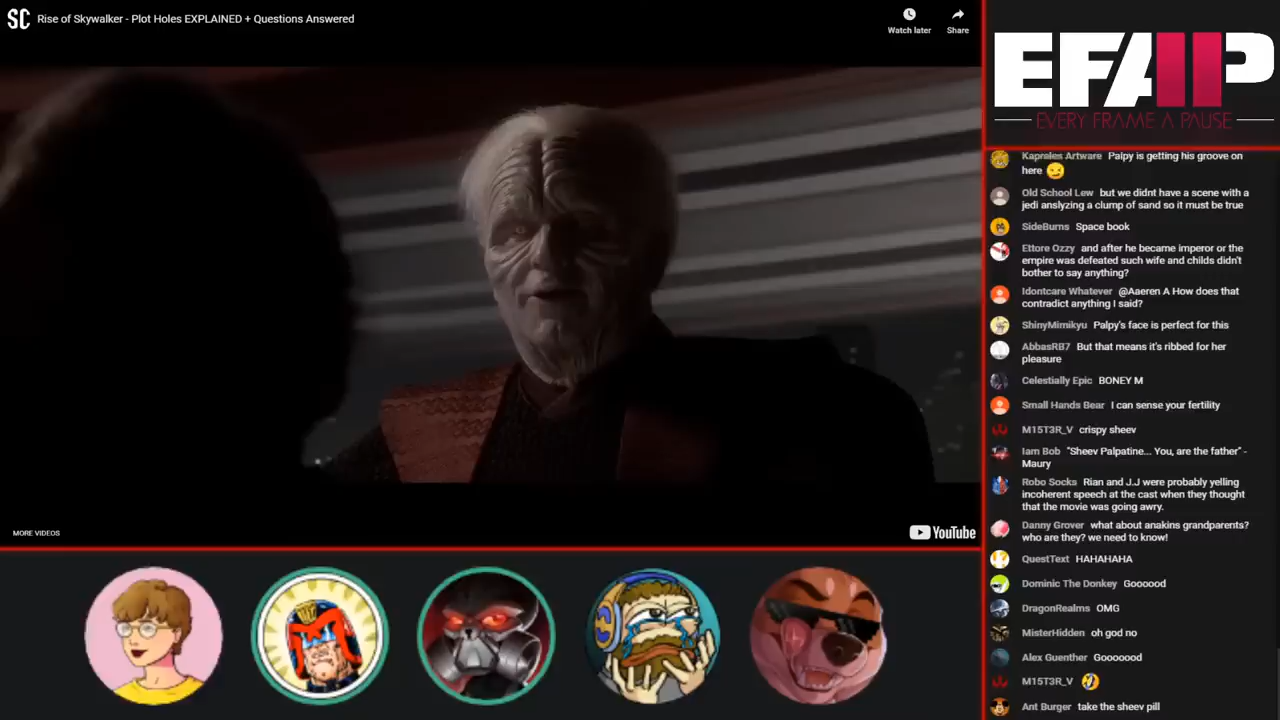 SC Rise of Skywalker - Plot Holes EXPLAINED + Questions Answered
Watch later
Share
MORE VIDEOS
YouTube
EFAP
EVERY FRAME A PAUSE
Kaproles Artware Palpy is getting his groove on
here
Old School Lew but we didnt have a scene with a
jedi anslyzing a clump of sand so it must be true
SideBurns Space book
Ettore Ozzy and after he became imperor or the
empire was defeated such wife and childs didn't
bother to say anything?
Idontcare Whatever @Aaeren A How does that
contradict anything I said?
ShinyMimikyu Palpy's face is perfect for this
AbbasRB7 But that means it's ribbed for her
pleasure
Celestially Epic BONEY M
Small Hands Bear I can sense your fertility
M15T3R_V crispy sheev
Iam Bob "Sheev Palpatine... You, are the father" -
Maury
Robo Socks Rian and J.J were probably yelling
incoherent speech at the cast when they thought
that the movie was going awry.
Danny Grover what about anakins grandparents?
who are they? we need to know!
QuestText HAHAHAHA
Dominic The Donkey Goooood
DragonRealms OMG
MisterHidden oh god no
Alex Guenther Gooooood
M15T3R_V
Ant Burger take the sheev pill